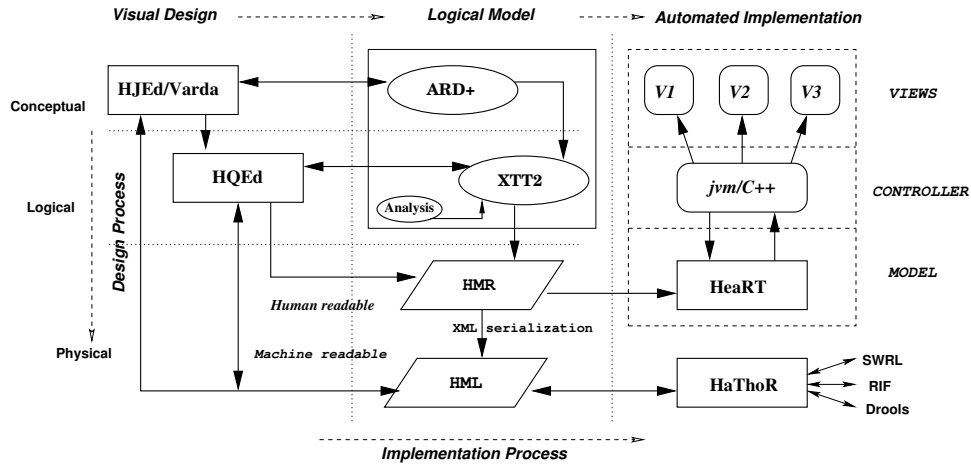 Visual Design
Logical Model
Automated Implementation
Conceptual
HJEd/Varda
ARD+
V1
V2
V3
VIEWS
Design Process
Logical
HQEd
XTT2
Analysis
jvm/C++
CONTROLLER
HMR
HeaRT
MODEL
Human readable
XML serialization
Physical
Machine readable
HML
HaThoR
SWRL
RIF
Drools
Implementation Process